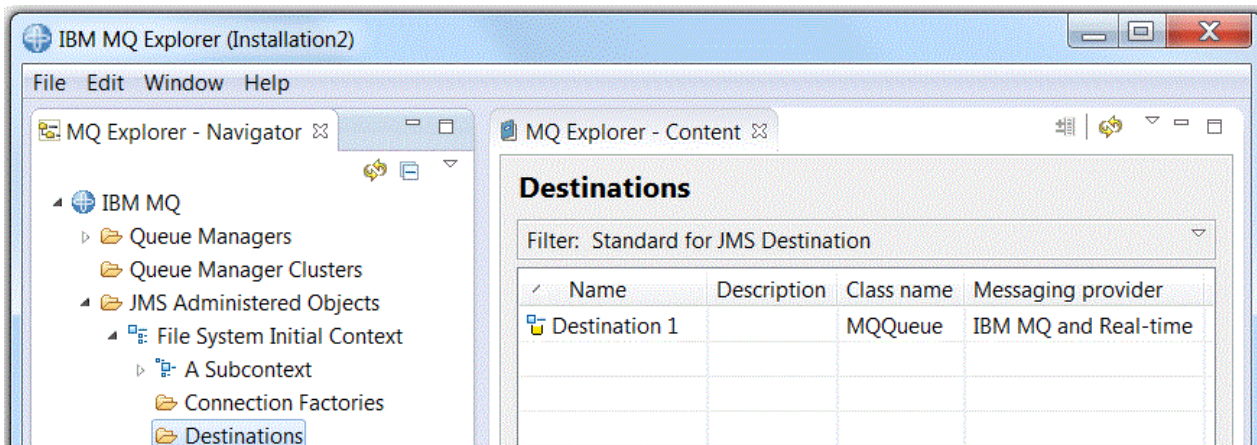 IBM MQ Explorer (Installation2)
File Edit Window Help
MQ Explorer - Navigator
IBM MQ
Queue Managers
Queue Manager Clusters
JMS Administered Objects
File System Initial Context
A Subcontext
Connection Factories
Destinations
MQ Explorer - Content
Destinations
Filter: Standard for JMS Destination
Name Description Class name Messaging provider
Destination 1 MQQueue IBM MQ and Real-time